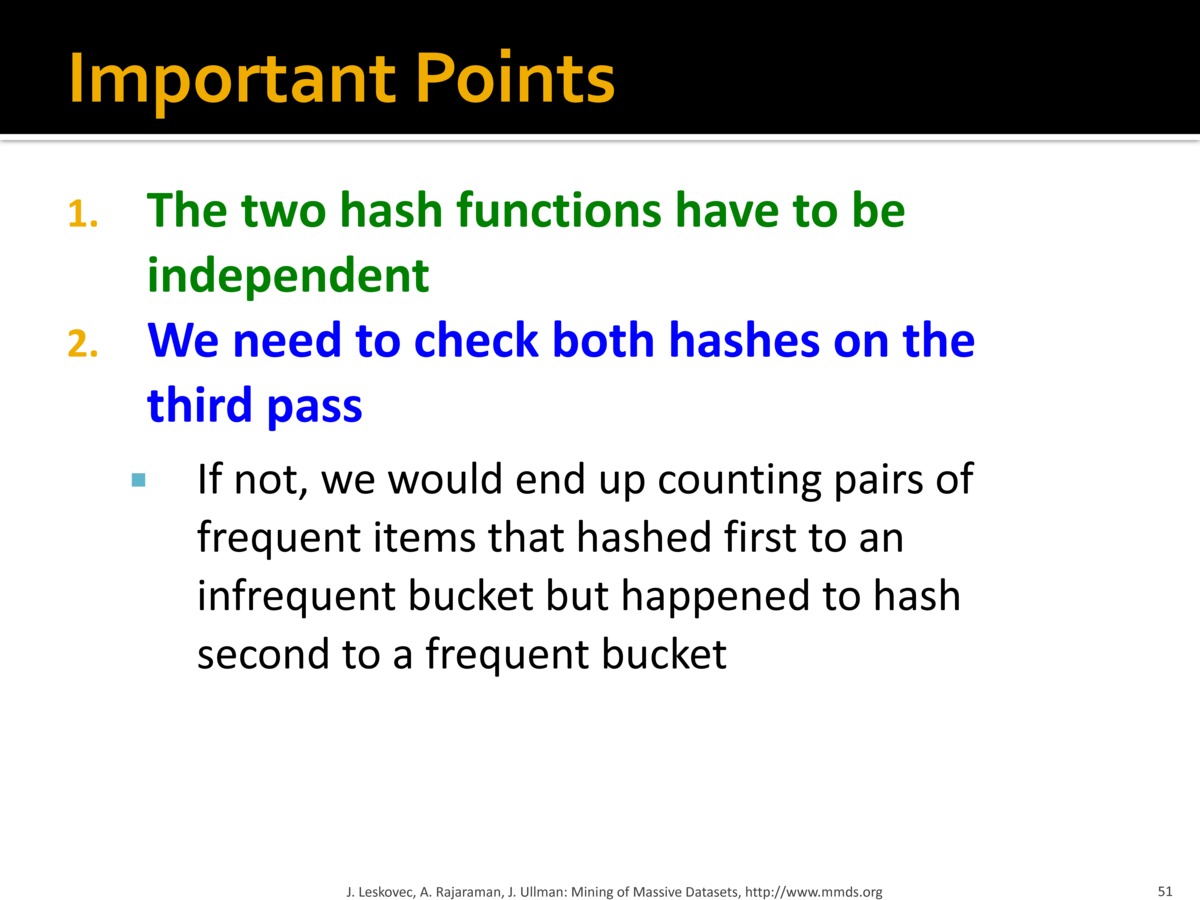 Important Points
1. The two hash functions have to be
independent
2. We need to check both hashes on the
third pass
▪ If not, we would end up counting pairs of
frequent items that hashed first to an
infrequent bucket but happened to hash
second to a frequent bucket
J. Leskovec, A. Rajaraman, J. Ullman: Mining of Massive Datasets, http://www.mmds.org 51